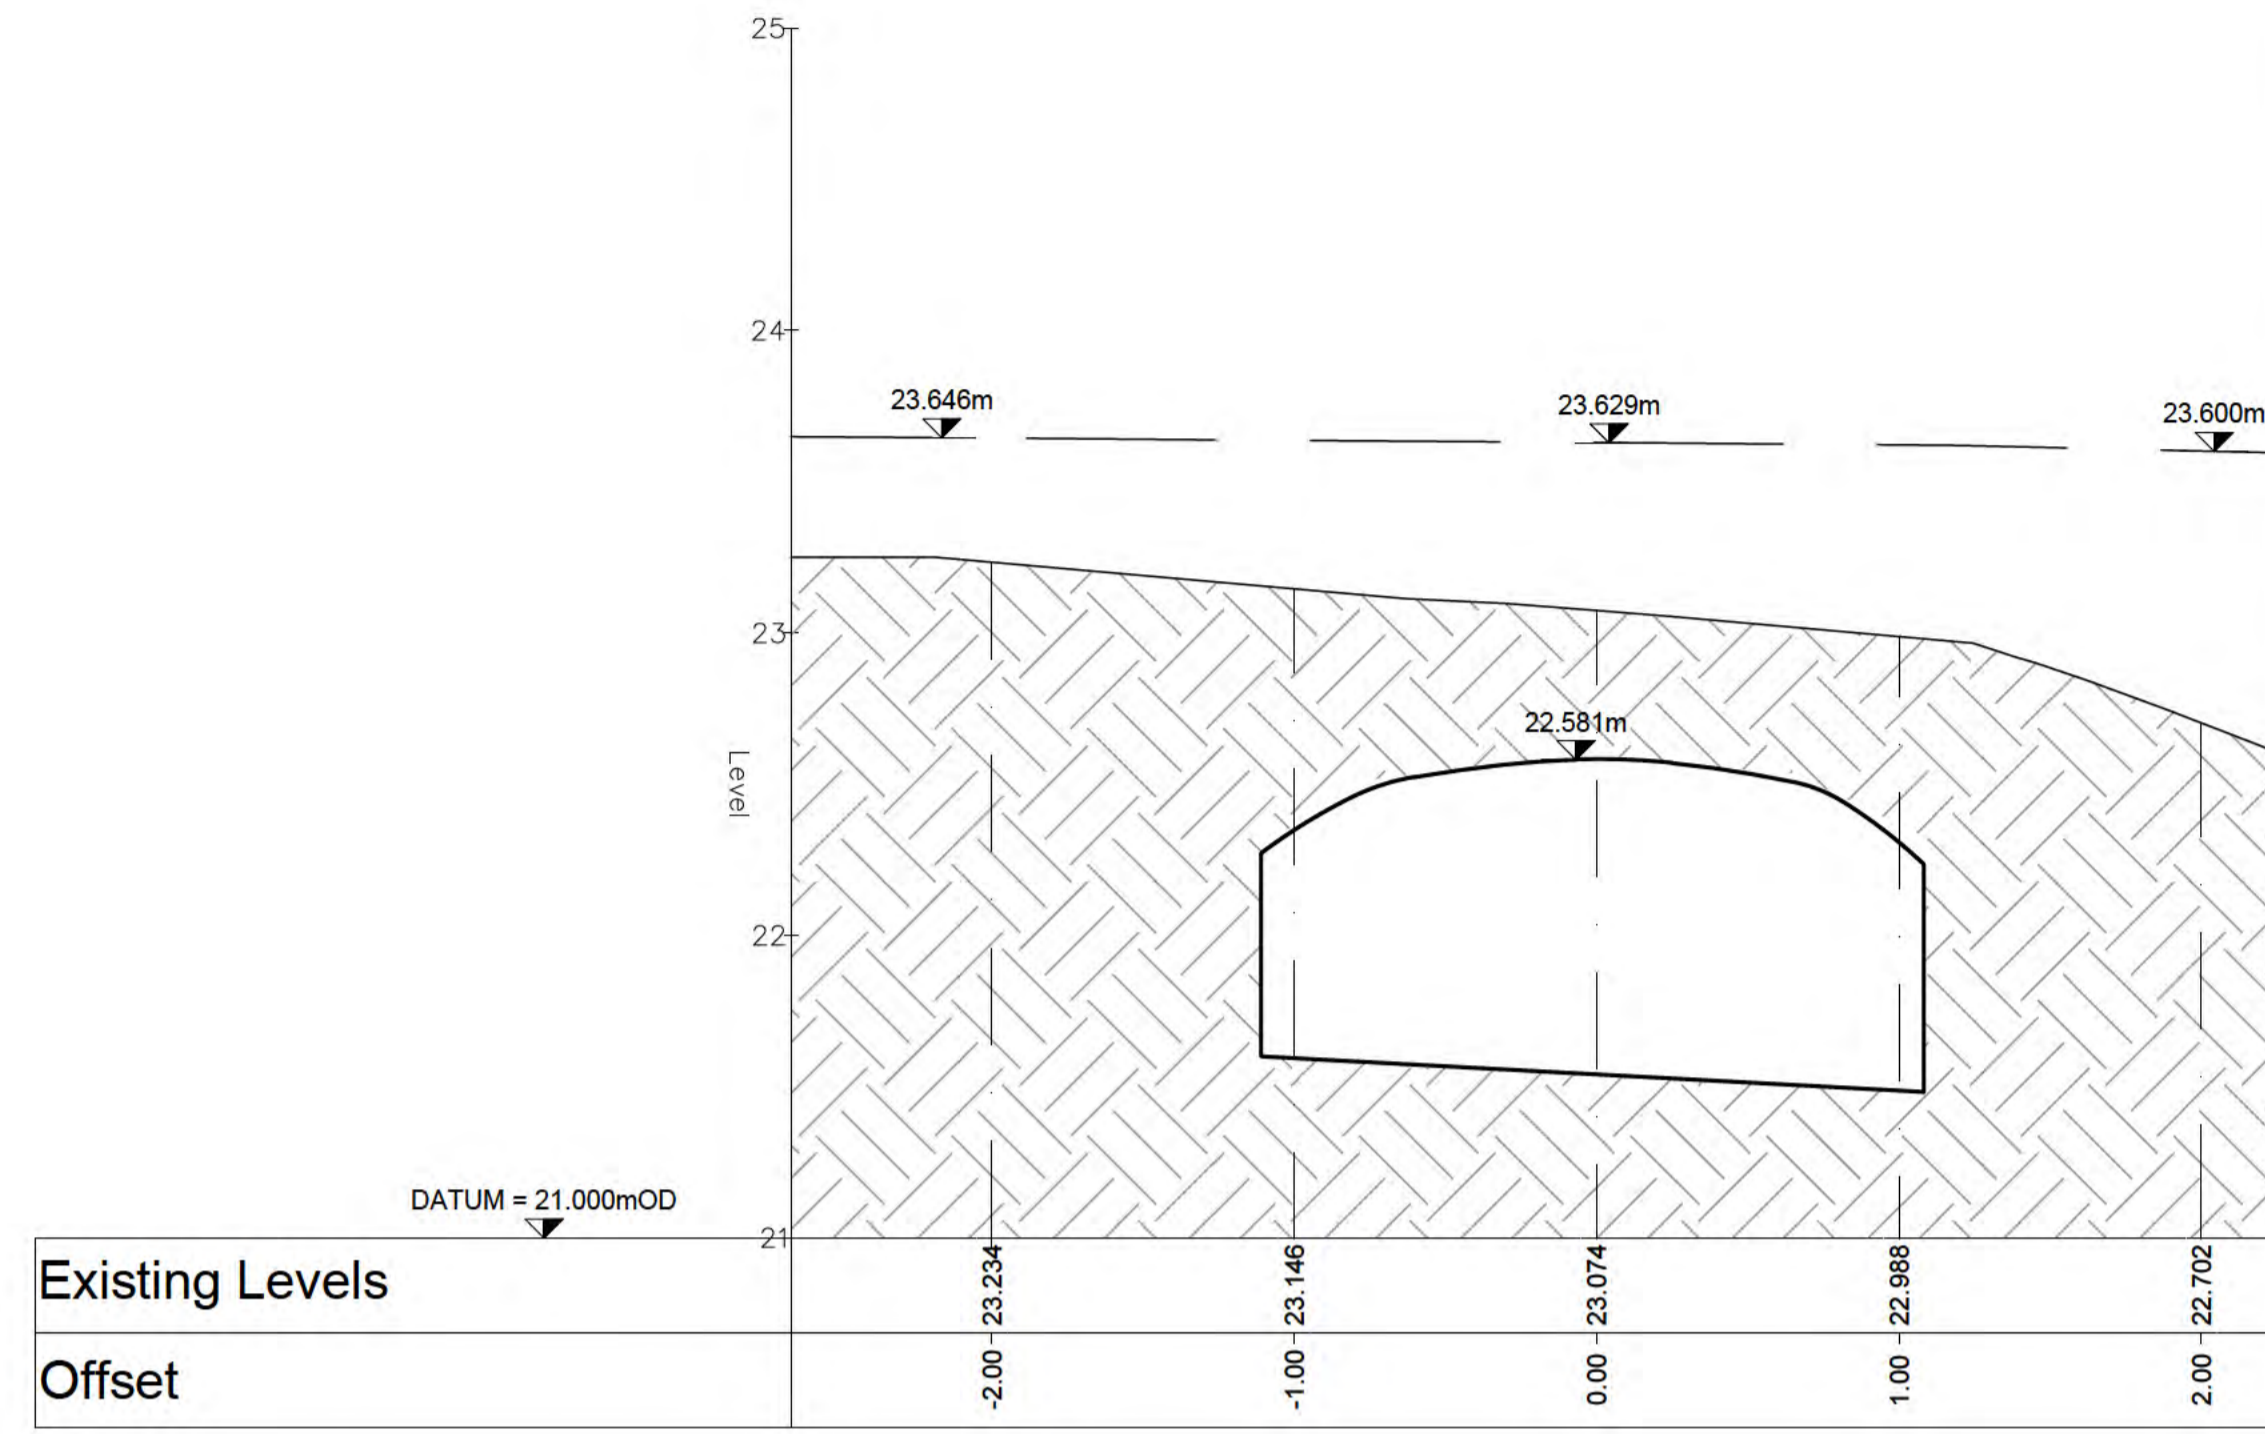 25
24
23.646m
23.629m
23.600m
23
22.581m
Level
22
DATUM = 21.000mOD
21
Existing Levels
23.234
23.146
23.074
22.988
22.702
Offset
-2.00
-1.00
0.00
1.00
2.00